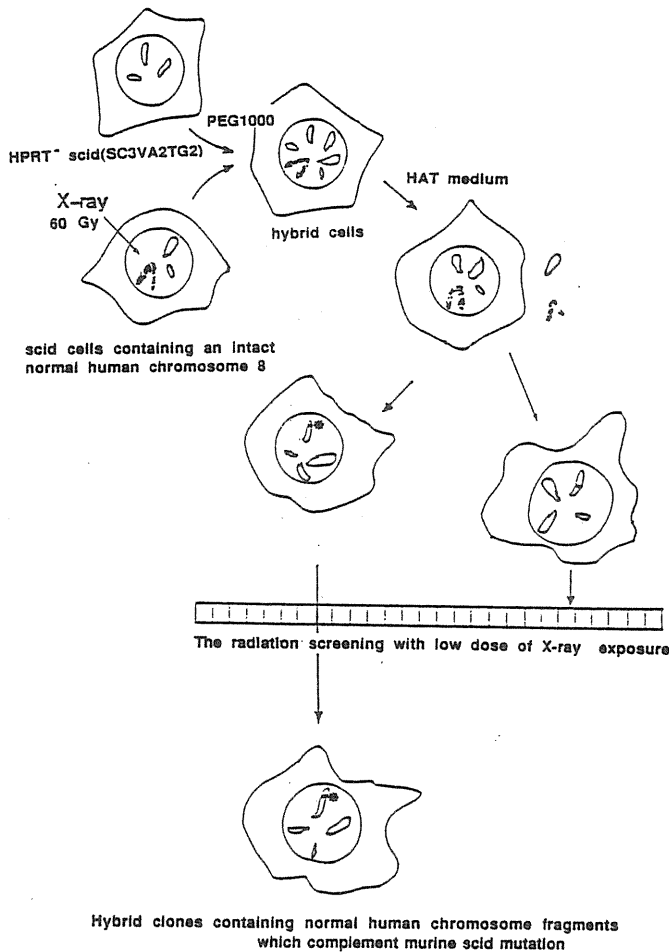 PEG1000
HPRT⁻ scid(SC3VA2TG2)
X-ray
60 Gy
hybrid cells
HAT medium
scid cells containing an intact
normal human chromosome 8
The radiation screening with low dose of X-ray exposure
Hybrid clones containing normal human chromosome fragments
which complement murine scid mutation